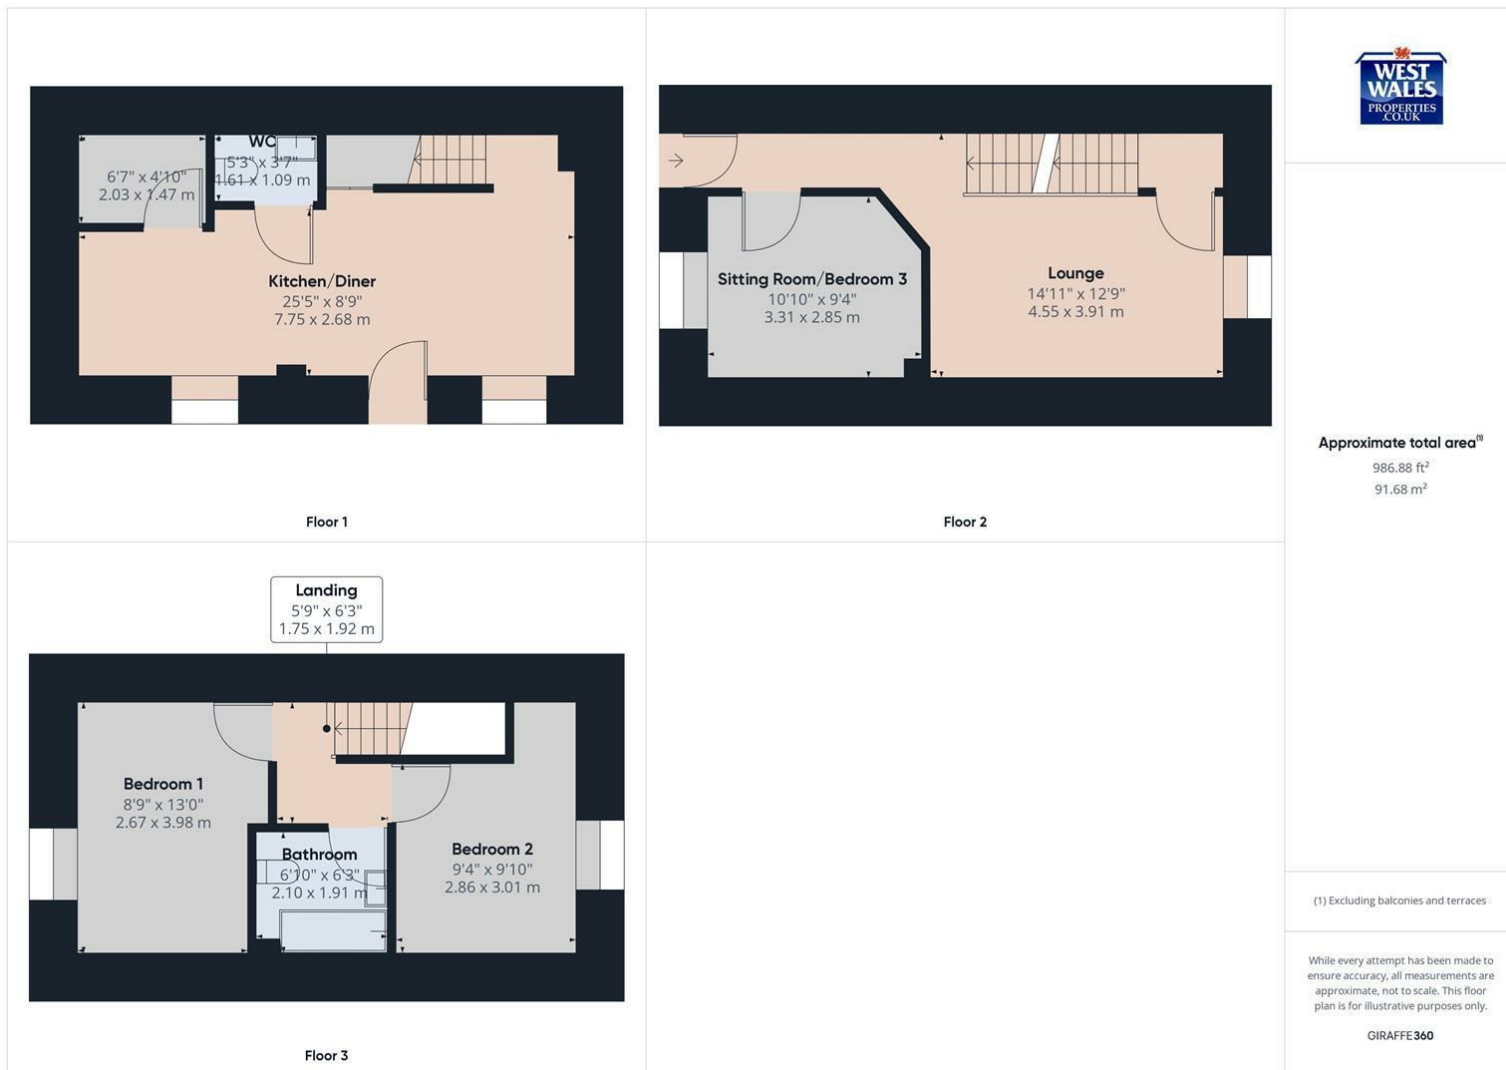 6'7" x 4'10"
2.03 x 1.47 m
WC
5'3" x 3'7"
1.61 x 1.09 m
Kitchen/Diner
25'5" x 8'9"
7.75 x 2.68 m
Floor 1
Sitting Room/Bedroom 3
10'10" x 9'4"
3.31 x 2.85 m
Lounge
14'11" x 12'9"
4.55 x 3.91 m
Floor 2
Landing
5'9" x 6'3"
1.75 x 1.92 m
Bedroom 1
8'9" x 13'0"
2.67 x 3.98 m
Bathroom
6'10" x 6'3"
2.10 x 1.91 m
Bedroom 2
9'4" x 9'10"
2.86 x 3.01 m
Floor 3
WEST
WALES
PROPERTIES
.CO.UK
Approximate total area⁽¹⁾
986.88 ft²
91.68 m²
(1) Excluding balconies and terraces
While every attempt has been made to
ensure accuracy, all measurements are
approximate, not to scale. This floor
plan is for illustrative purposes only.
GIRAFFE360